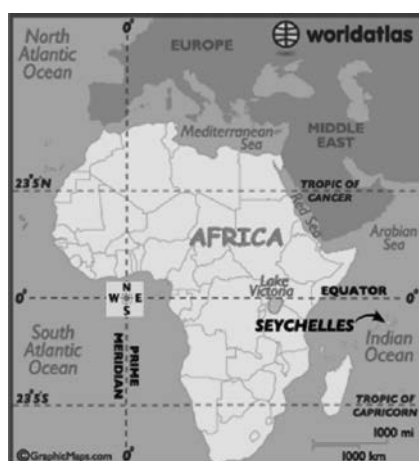 North
Atlantic
Ocean
0°
EUROPE
worldatlas
Mediterranean
Sea
MIDDLE
EAST
23°5N
TROPIC OF
CANCER
Red Sea
AFRICA
Arabian
Sea
Lake
Victoria
EQUATOR
0°
N
W E
S
0°
SEYCHELLES
Indian
Ocean
South
Atlantic
Ocean
PRIME
MERIDIAN
23°5S
TROPIC OF
CAPRICORN
1000 mi
1000 km
©GraphicMaps.com
0°